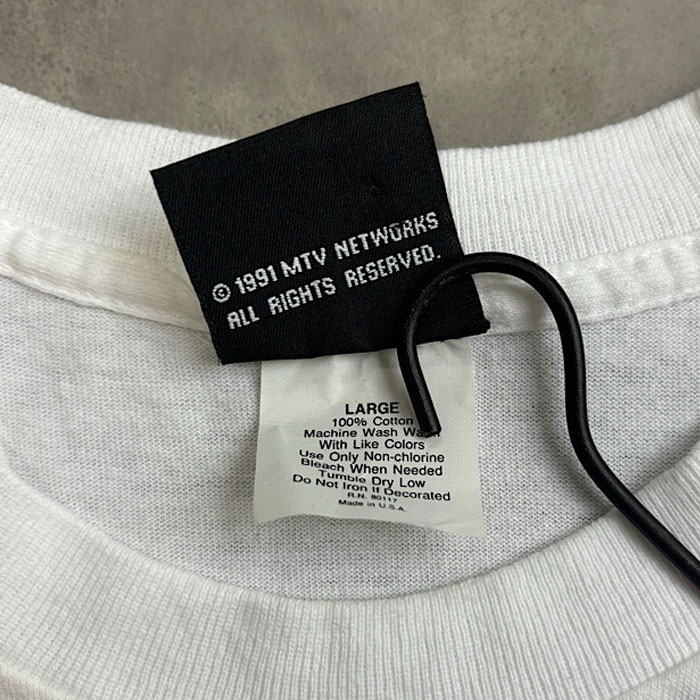 © 1991 MTV NETWORKS
ALL RIGHTS RESERVED.
LARGE
100% Cotton
Machine Wash Wash
With Like Colors
Use Only Non-chlorine
Bleach When Needed
Tumble Dry Low
Do Not Iron If Decorated
R.N. 80117
Made in U.S.A.